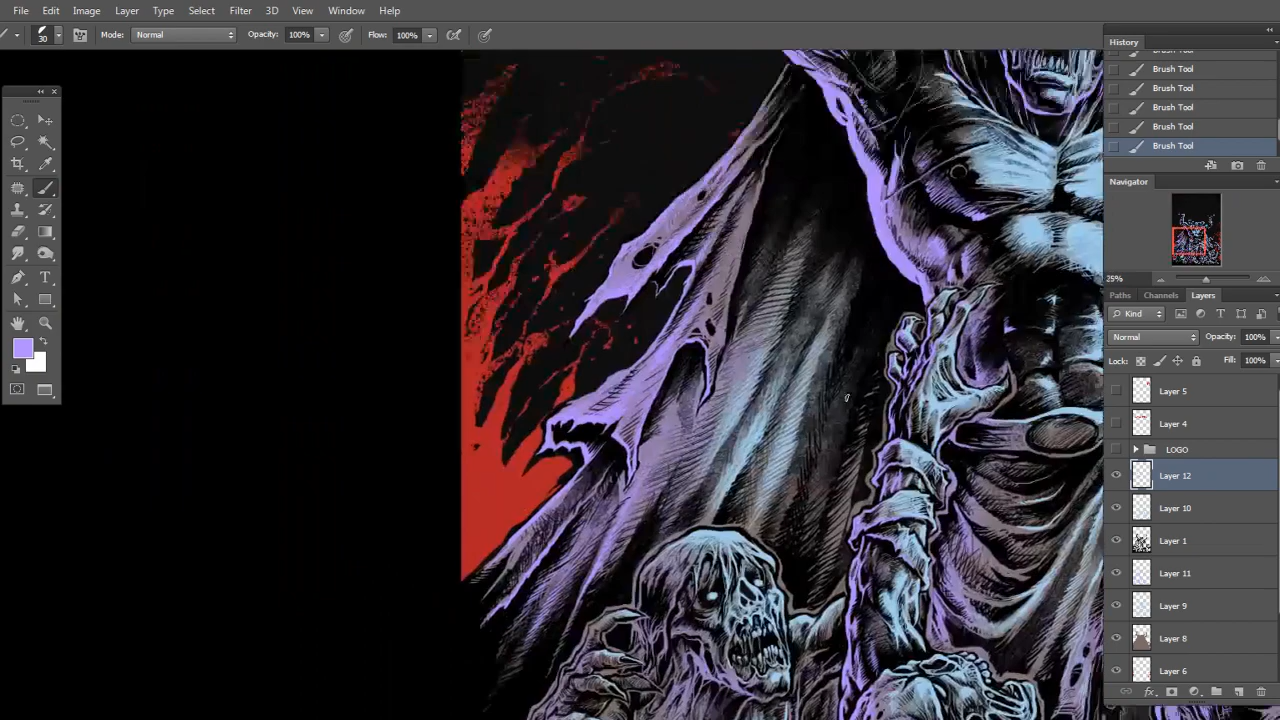 File Edit Image Layer Type Select Filter 3D View Window Help
30 Mode: Normal Opacity: 100% Flow: 100%
History
Brush Tool
Brush Tool
Brush Tool
Brush Tool
Brush Tool
Navigator
25%
Paths Channels Layers
Kind
Normal Opacity: 100%
Lock: Fill: 100%
Layer 5
Layer 4
LOGO
Layer 12
Layer 10
Layer 1
Layer 11
Layer 9
Layer 8
Layer 6
fx